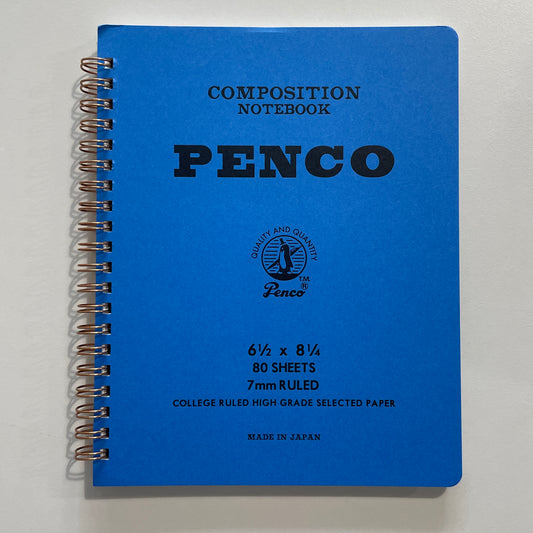 COMPOSITION
NOTEBOOK
PENCO
QUALITY AND QUANTITY
T.M.
Penco®
6½ x 8¼
80 SHEETS
7mm RULED
COLLEGE RULED HIGH GRADE SELECTED PAPER
MADE IN JAPAN